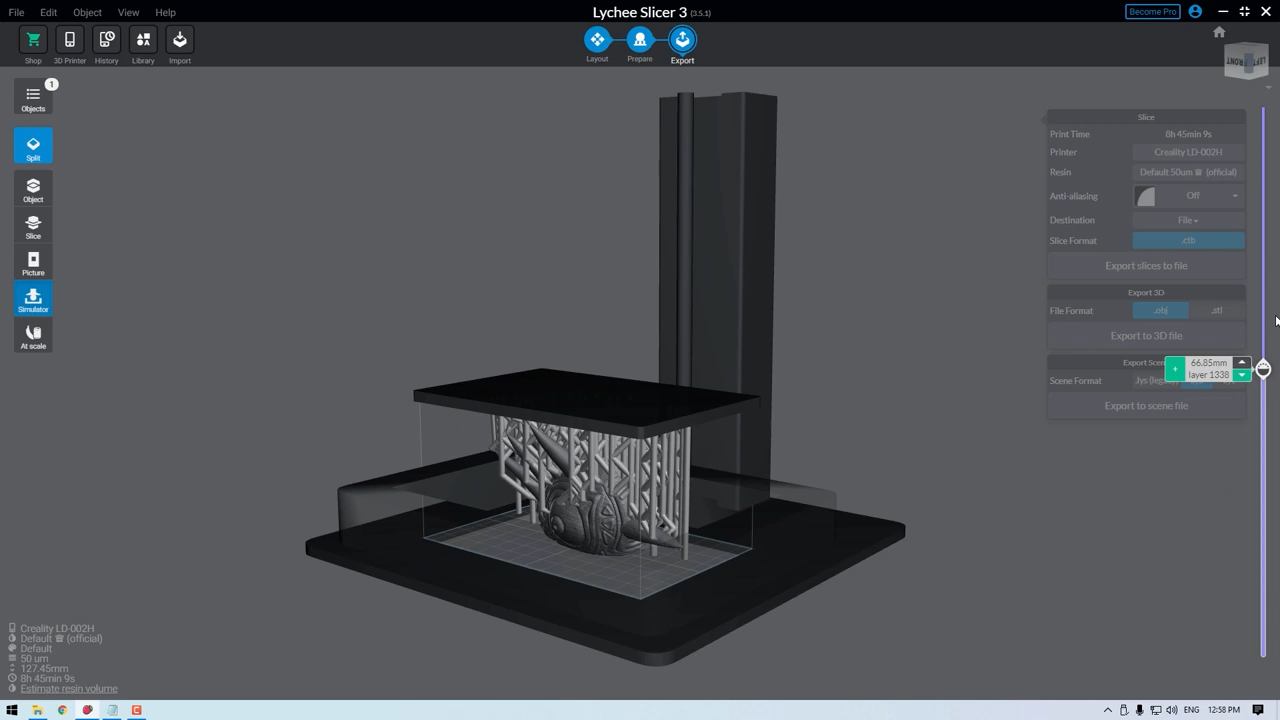 File Edit Object View Help
Lychee Slicer 3 (3.5.1)
Become Pro
Shop 3D Printer History Library Import
Layout Prepare Export
LEFT FRONT
1
Objects
Split
Object
Slice
Picture
Simulator
At scale
Slice
Print Time 8h 45min 9s
Printer Creality LD-002H
Resin Default 50um (official)
Anti-aliasing Off
Destination File
Slice Format .ctb
Export slices to file
Export 3D
File Format .obj .stl
Export to 3D file
Export Scen
+ 66.85mm
layer 1338
Scene Format .lys (leg
Export to scene file
Creality LD-002H
Default (official)
Default
50 um
127.45mm
8h 45min 9s
Estimate resin volume
ENG 12:58 PM